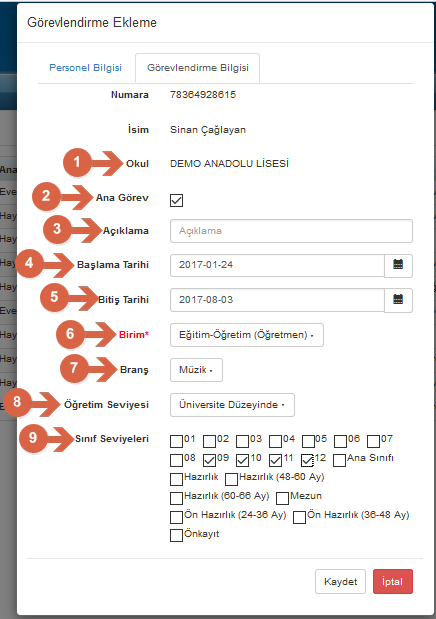 Görevlendirme Ekleme
Personel Bilgisi Görevlendirme Bilgisi
Numara 78364928615
İsim Sinan Çağlayan
1 Okul DEMO ANADOLU LİSESİ
2 Ana Görev
3 Açıklama Açıklama
4 Başlama Tarihi 2017-01-24
5 Bitiş Tarihi 2017-08-03
6 Birim* Eğitim-Öğretim (Öğretmen)
7 Branş Müzik
8 Öğretim Seviyesi Üniversite Düzeyinde
9 Sınıf Seviyeleri 01 02 03 04 05 06 07
08 09 10 11 12 Ana Sınıfı
Hazırlık Hazırlık (48-60 Ay)
Hazırlık (60-66 Ay) Mezun
Ön Hazırlık (24-36 Ay) Ön Hazırlık (36-48 Ay)
Önkayıt
Kaydet İptal